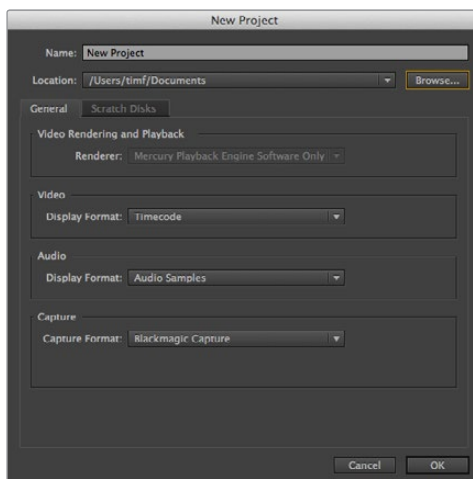 New Project
Name: New Project
Location: /Users/timf/Documents Browse...
General Scratch Disks
Video Rendering and Playback
Renderer: Mercury Playback Engine Software Only
Video
Display Format: Timecode
Audio
Display Format: Audio Samples
Capture
Capture Format: Blackmagic Capture
Cancel OK